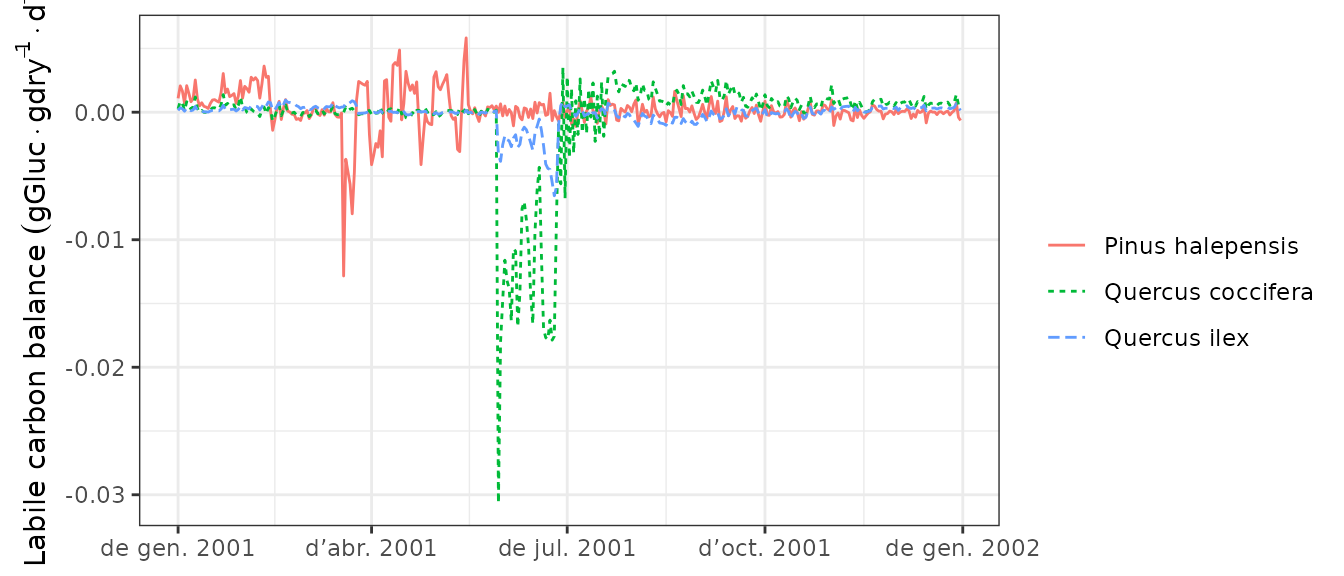 Labile carbon balance (gGluc · gdry⁻¹ · d
0.00
-0.01
-0.02
-0.03
de gen. 2001
d’abr. 2001
de jul. 2001
d’oct. 2001
de gen. 2002
Pinus halepensis
Quercus coccifera
Quercus ilex